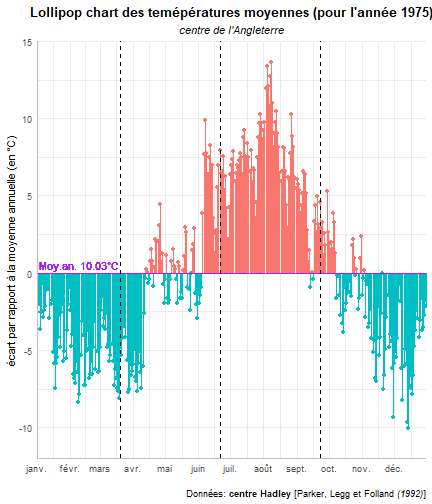 Lollipop chart des temépératures moyennes (pour l'année 1975)
centre de l'Angleterre
écart par rapport à la moyenne annuelle (en °C)
15
10
5
0
-5
-10
Moy.an. 10.03°C
janv. févr. mars avr. mai juin juil. août sept. oct. nov. déc.
Données: centre Hadley [Parker, Legg et Folland (1992)]